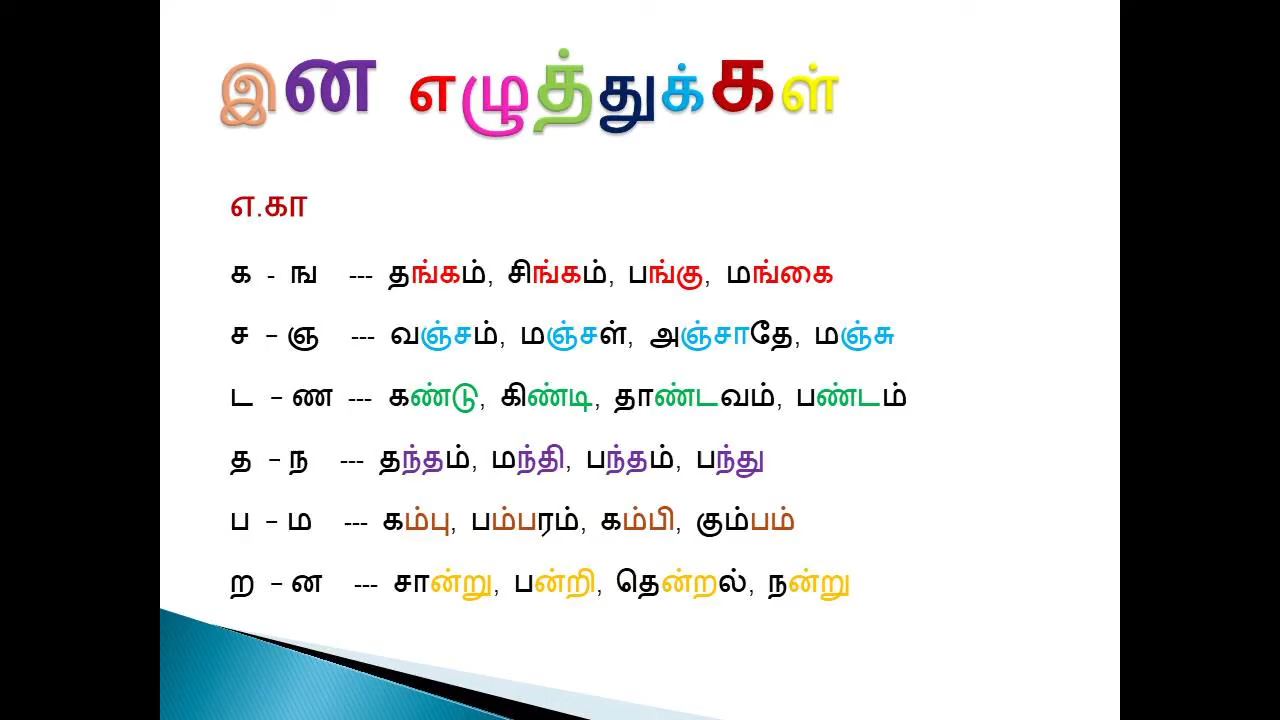 இன எழுத்துக்கள்
எ.கா
க - ங --- தங்கம், சிங்கம், பங்கு, மங்கை
ச – ஞ --- வஞ்சம், மஞ்சள், அஞ்சாதே, மஞ்சு
ட – ண --- கண்டு, கிண்டி, தாண்டவம், பண்டம்
த – ந --- தந்தம், மந்தி, பந்தம், பந்து
ப – ம --- கம்பு, பம்பரம், கம்பி, கும்பம்
ற – ன --- சான்று, பன்றி, தென்றல், நன்று